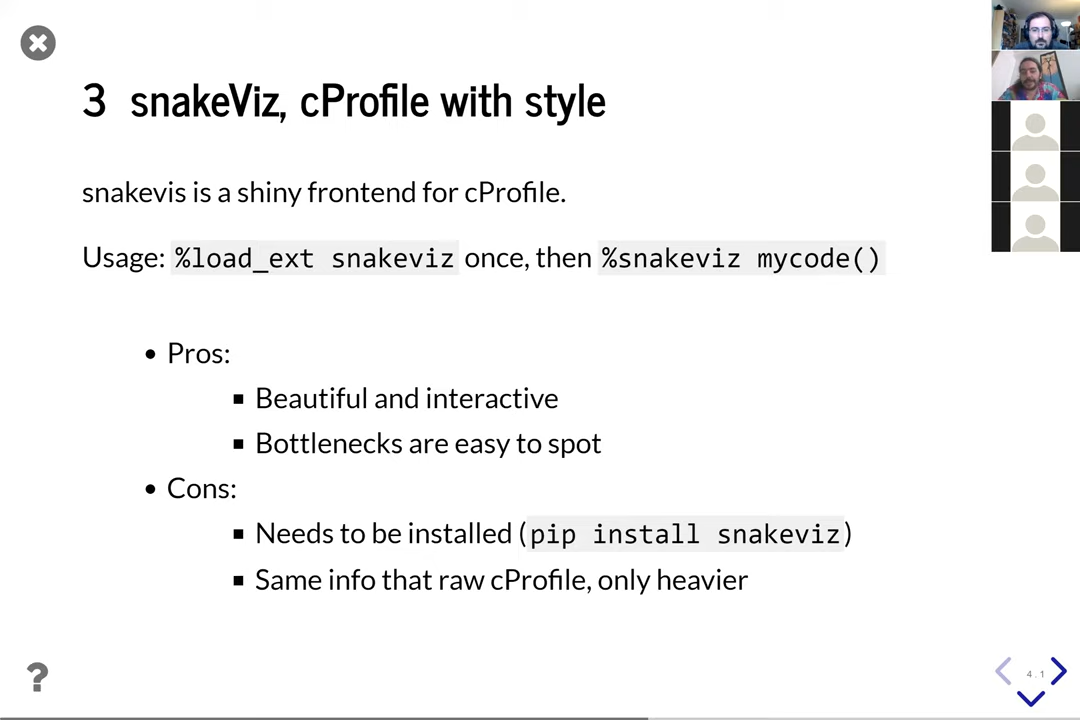 3 snakeViz, cProfile with style
snakevis is a shiny frontend for cProfile.
Usage: %load_ext snakeviz once, then %snakeviz mycode()
• Pros:
▪ Beautiful and interactive
▪ Bottlenecks are easy to spot
• Cons:
▪ Needs to be installed (pip install snakeviz)
▪ Same info that raw cProfile, only heavier
?
4.1